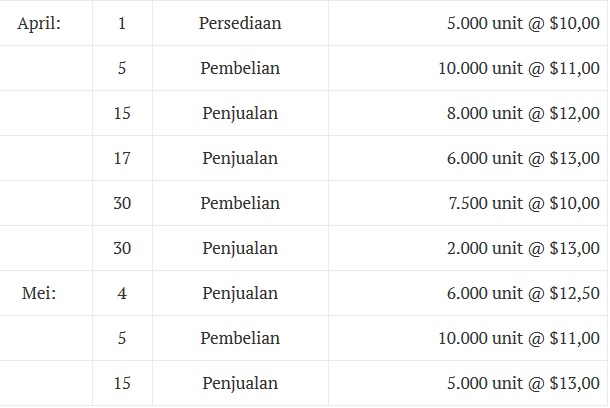 April: 1 Persediaan 5.000 unit @ $10,00
5 Pembelian 10.000 unit @ $11,00
15 Penjualan 8.000 unit @ $12,00
17 Penjualan 6.000 unit @ $13,00
30 Pembelian 7.500 unit @ $10,00
30 Penjualan 2.000 unit @ $13,00
Mei: 4 Penjualan 6.000 unit @ $12,50
5 Pembelian 10.000 unit @ $11,00
15 Penjualan 5.000 unit @ $13,00